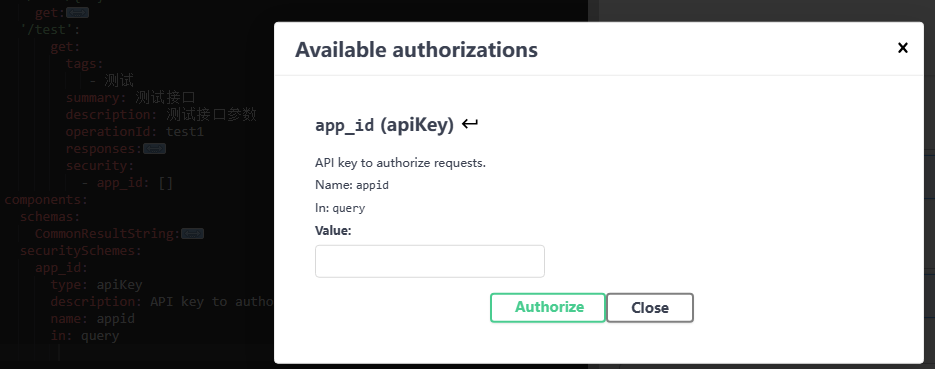 get:
'/test':
get:
tags:
- 测试
summary: 测试接口
description: 测试接口参数
operationId: test1
responses:
security:
- app_id: []
components:
schemas:
CommonResultString:
securitySchemes:
app_id:
type: apiKey
description: API key to autho
name: appid
in: query
Available authorizations
×
app_id (apiKey) ↩
API key to authorize requests.
Name: appid
In: query
Value:
Authorize
Close